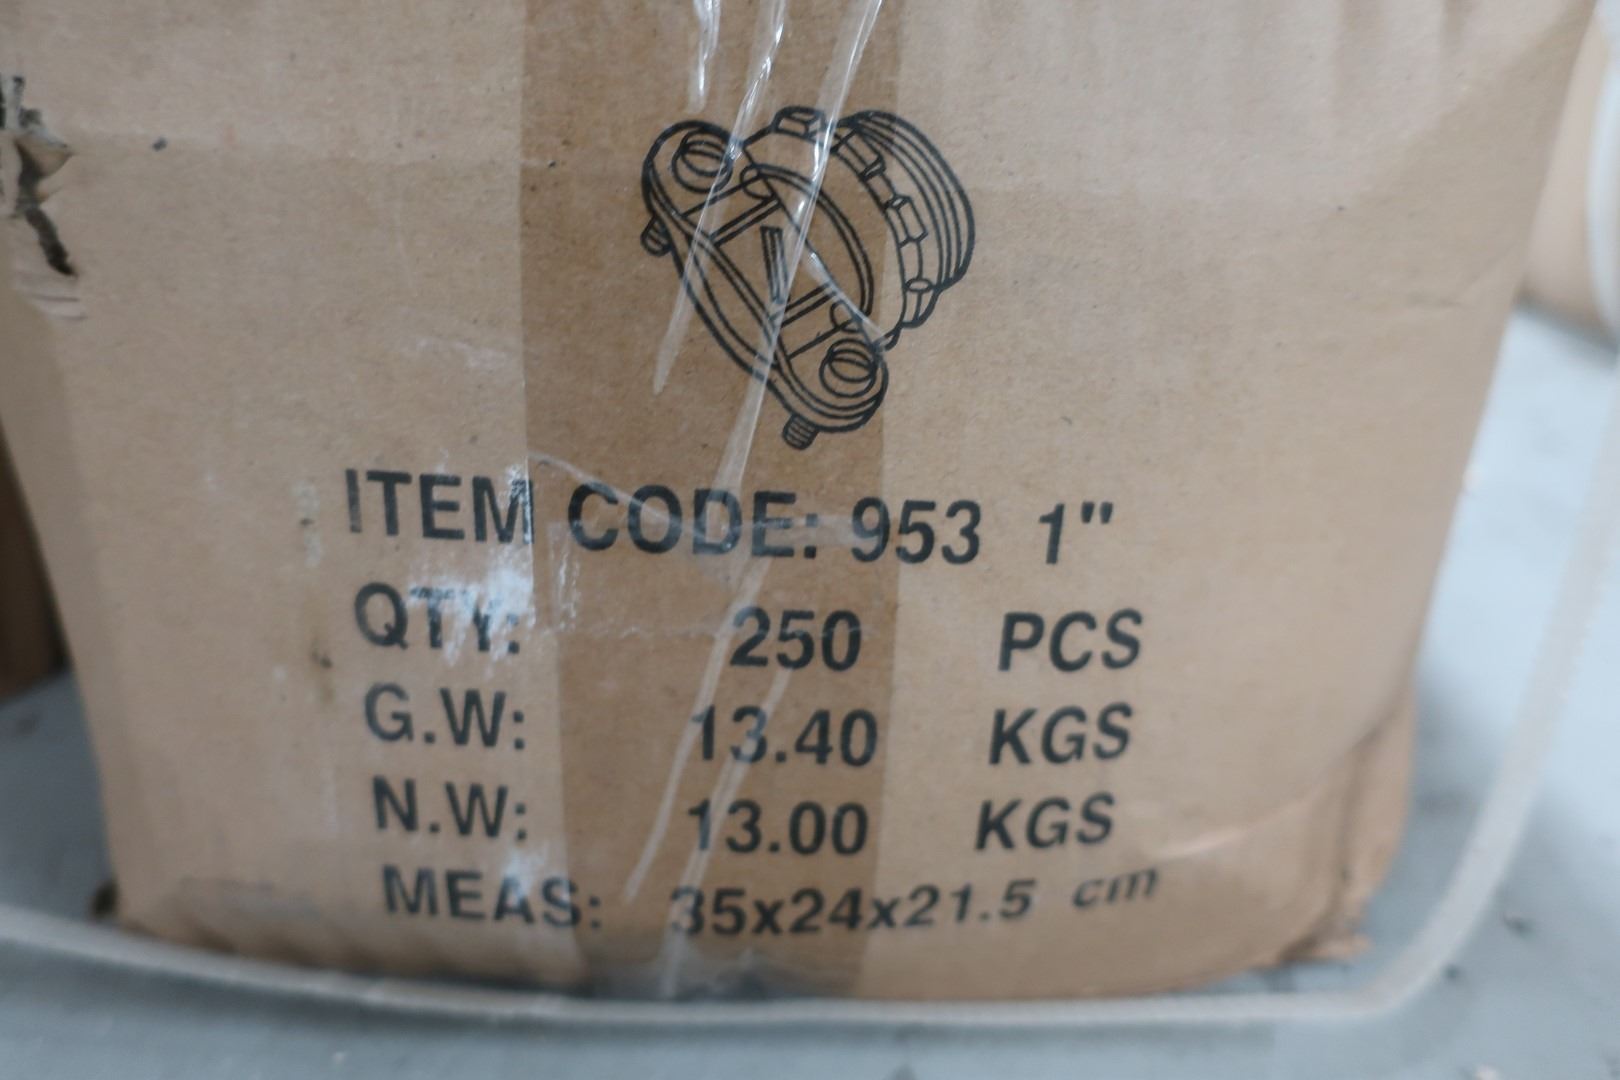 ITEM CODE: 953 1"
QTY: 250 PCS
G.W: 13.40 KGS
N.W: 13.00 KGS
MEAS: 35x24x21.5 cm